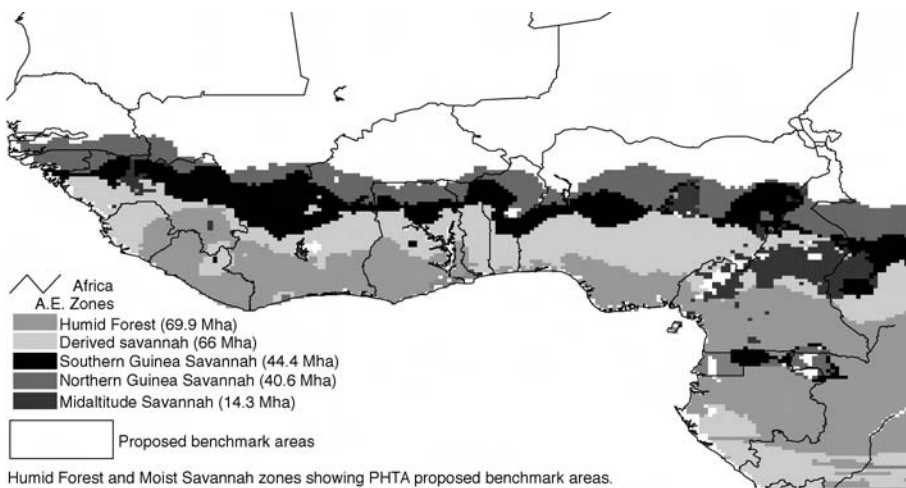 Africa
A.E. Zones
Humid Forest (69.9 Mha)
Derived savannah (66 Mha)
Southern Guinea Savannah (44.4 Mha)
Northern Guinea Savannah (40.6 Mha)
Midaltitude Savannah (14.3 Mha)
Proposed benchmark areas
Humid Forest and Moist Savannah zones showing PHTA proposed benchmark areas.